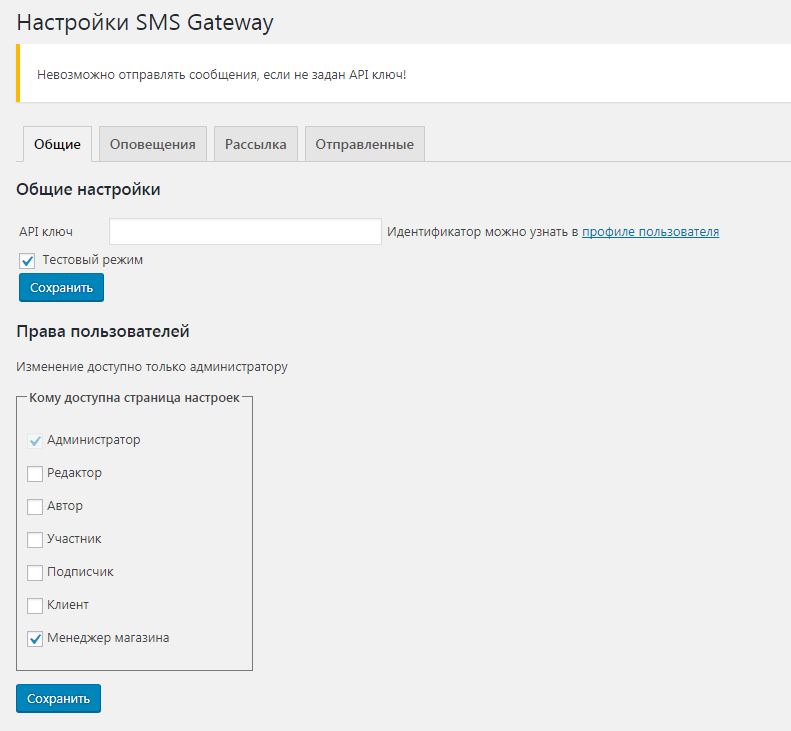 Настройки SMS Gateway
Невозможно отправлять сообщения, если не задан API ключ!
Общие Оповещения Рассылка Отправленные
Общие настройки
API ключ Идентификатор можно узнать в профиле пользователя
Тестовый режим
Сохранить
Права пользователей
Изменение доступно только администратору
Кому доступна страница настроек
Администратор
Редактор
Автор
Участник
Подписчик
Клиент
Менеджер магазина
Сохранить